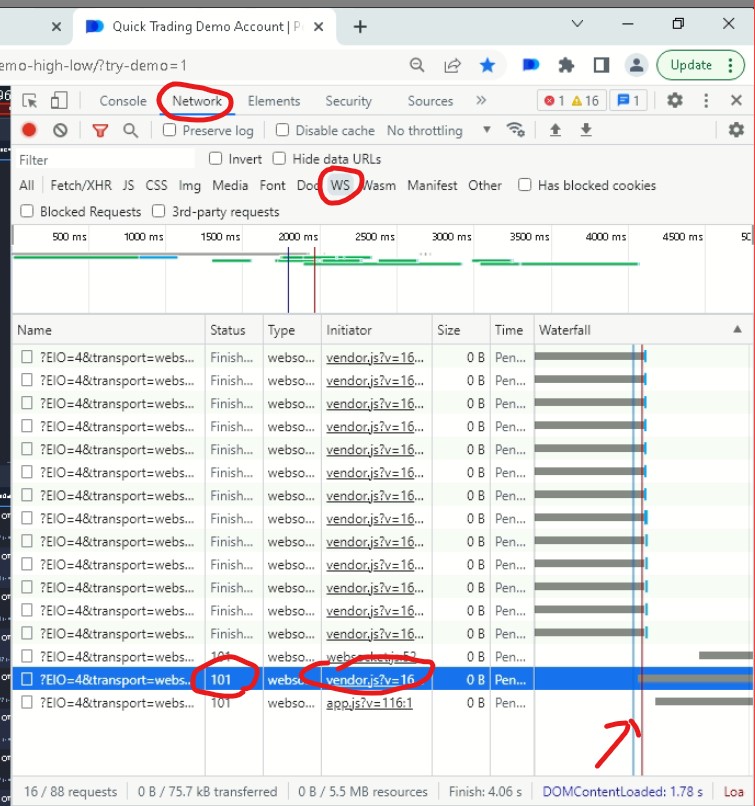 Quick Trading Demo Account | P
emo-high-low/?try-demo=1
Update
Console Network Elements Security Sources » 1 16 1
Preserve log Disable cache No throttling
Filter Invert Hide data URLs
All Fetch/XHR JS CSS Img Media Font Doc WS Wasm Manifest Other Has blocked cookies
Blocked Requests 3rd-party requests
500 ms 1000 ms 1500 ms 2000 ms 2500 ms 3000 ms 3500 ms 4000 ms 4500 ms 50
Name Status Type Initiator Size Time Waterfall
?EIO=4&transport=webs... Finish... webso... vendor.js?v=16... 0 B Pen...
?EIO=4&transport=webs... Finish... webso... vendor.js?v=16... 0 B Pen...
?EIO=4&transport=webs... Finish... webso... vendor.js?v=16... 0 B Pen...
?EIO=4&transport=webs... Finish... webso... vendor.js?v=16... 0 B Pen...
?EIO=4&transport=webs... Finish... webso... vendor.js?v=16... 0 B Pen...
?EIO=4&transport=webs... Finish... webso... vendor.js?v=16... 0 B Pen...
?EIO=4&transport=webs... Finish... webso... vendor.js?v=16... 0 B Pen...
?EIO=4&transport=webs... Finish... webso... vendor.js?v=16... 0 B Pen...
?EIO=4&transport=webs... Finish... webso... vendor.js?v=16... 0 B Pen...
?EIO=4&transport=webs... Finish... webso... vendor.js?v=16... 0 B Pen...
?EIO=4&transport=webs... Finish... webso... vendor.js?v=16... 0 B Pen...
?EIO=4&transport=webs... Finish... webso... vendor.js?v=16... 0 B Pen...
?EIO=4&transport=webs... Finish... webso... vendor.js?v=16... 0 B Pen...
?EIO=4&transport=webs... 101 webso... websocket.js:52 0 B Pen...
?EIO=4&transport=webs... 101 webso... vendor.js?v=16 0 B Pen...
?EIO=4&transport=webs... 101 webso... app.js?v=116:1 0 B Pen...
16 / 88 requests 0 B / 75.7 kB transferred 0 B / 5.5 MB resources Finish: 4.06 s DOMContentLoaded: 1.78 s Loa